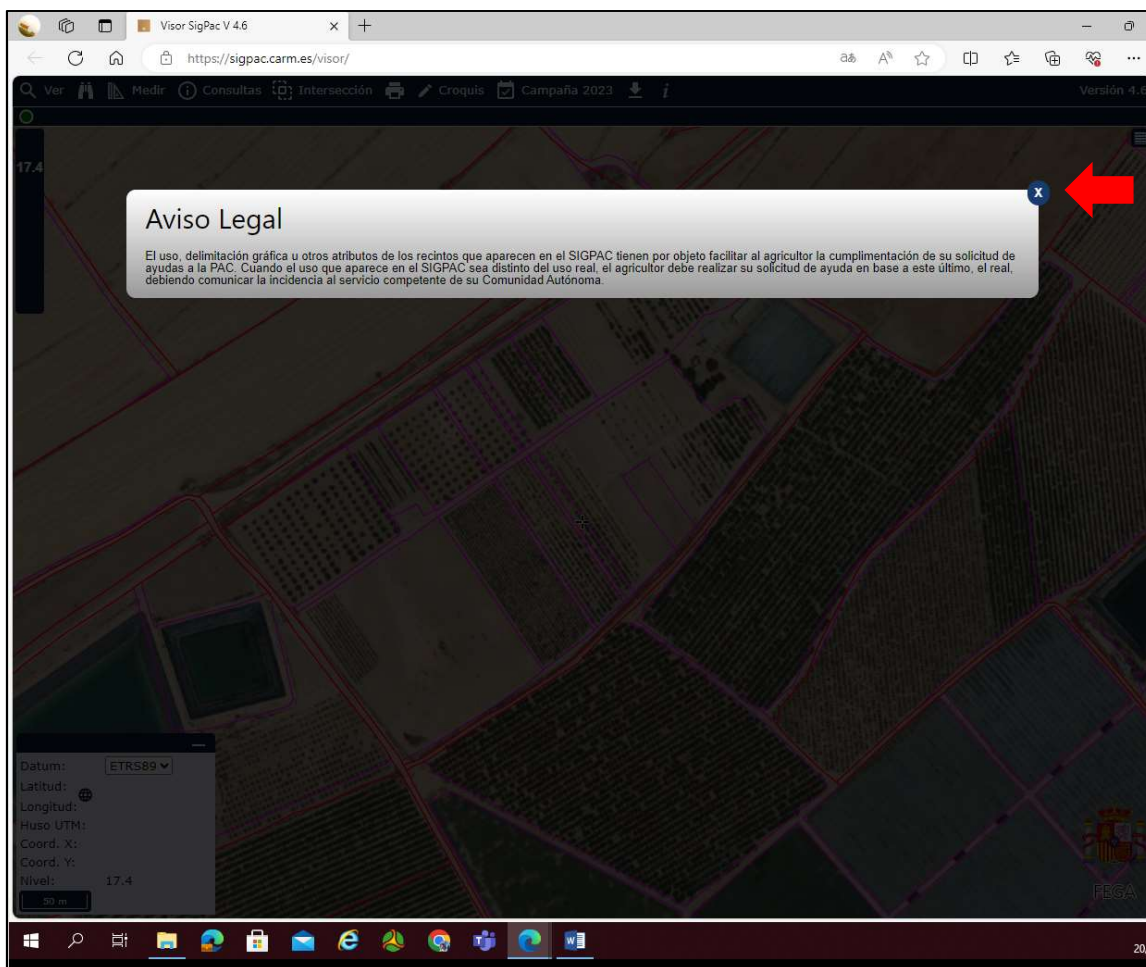 Visor SigPac V 4.6
https://sigpac.carm.es/visor/
Ver Medir Consultas Intersección Croquis Campaña 2023 Versión 4.6
17.4
X
Aviso Legal
El uso, delimitación gráfica u otros atributos de los recintos que aparecen en el SIGPAC tienen por objeto facilitar al agricultor la cumplimentación de su solicitud de
ayudas a la PAC. Cuando el uso que aparece en el SIGPAC sea distinto del uso real, el agricultor debe realizar su solicitud de ayuda en base a este último, el real,
debiendo comunicar la incidencia al servicio competente de su Comunidad Autónoma.
Datum: ETRS89
Latitud:
Longitud:
Huso UTM:
Coord. X:
Coord. Y:
Nivel: 17.4
50 m
FEGA
20/